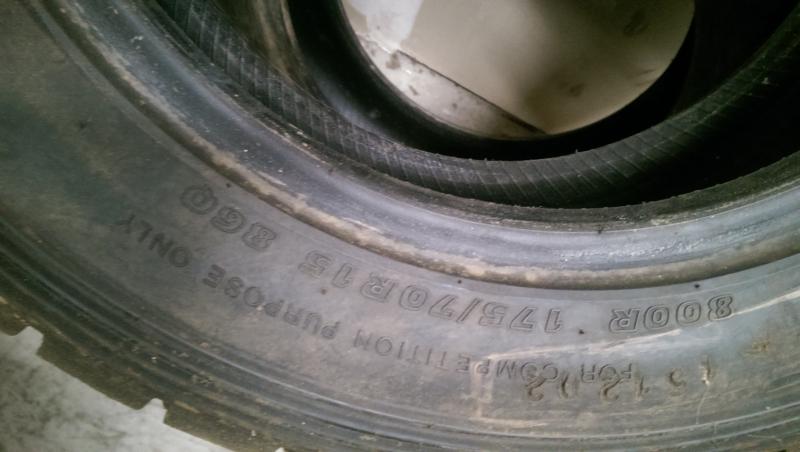 800R 175/70R15 86Q
FOR COMPETITION PURPOSE ONLY